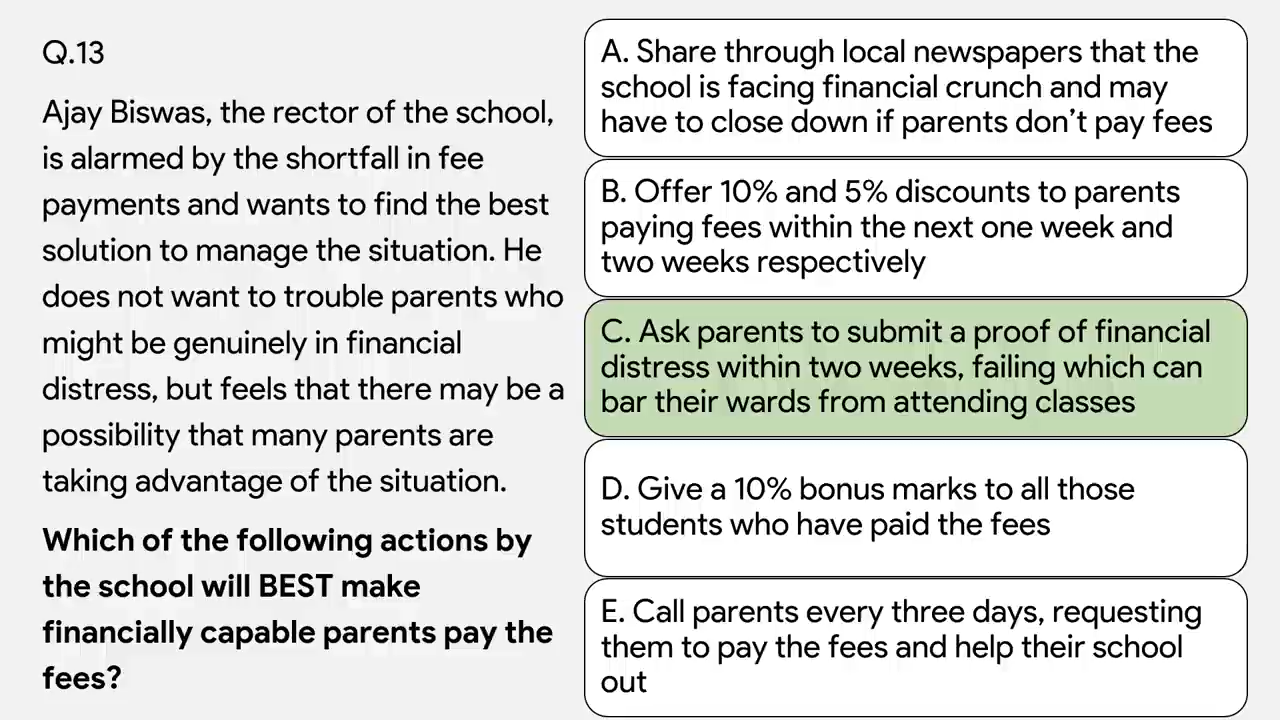 Q.13
Ajay Biswas, the rector of the school,
is alarmed by the shortfall in fee
payments and wants to find the best
solution to manage the situation. He
does not want to trouble parents who
might be genuinely in financial
distress, but feels that there may be a
possibility that many parents are
taking advantage of the situation.
Which of the following actions by
the school will BEST make
financially capable parents pay the
fees?
A. Share through local newspapers that the
school is facing financial crunch and may
have to close down if parents don’t pay fees
B. Offer 10% and 5% discounts to parents
paying fees within the next one week and
two weeks respectively
C. Ask parents to submit a proof of financial
distress within two weeks, failing which can
bar their wards from attending classes
D. Give a 10% bonus marks to all those
students who have paid the fees
E. Call parents every three days, requesting
them to pay the fees and help their school
out